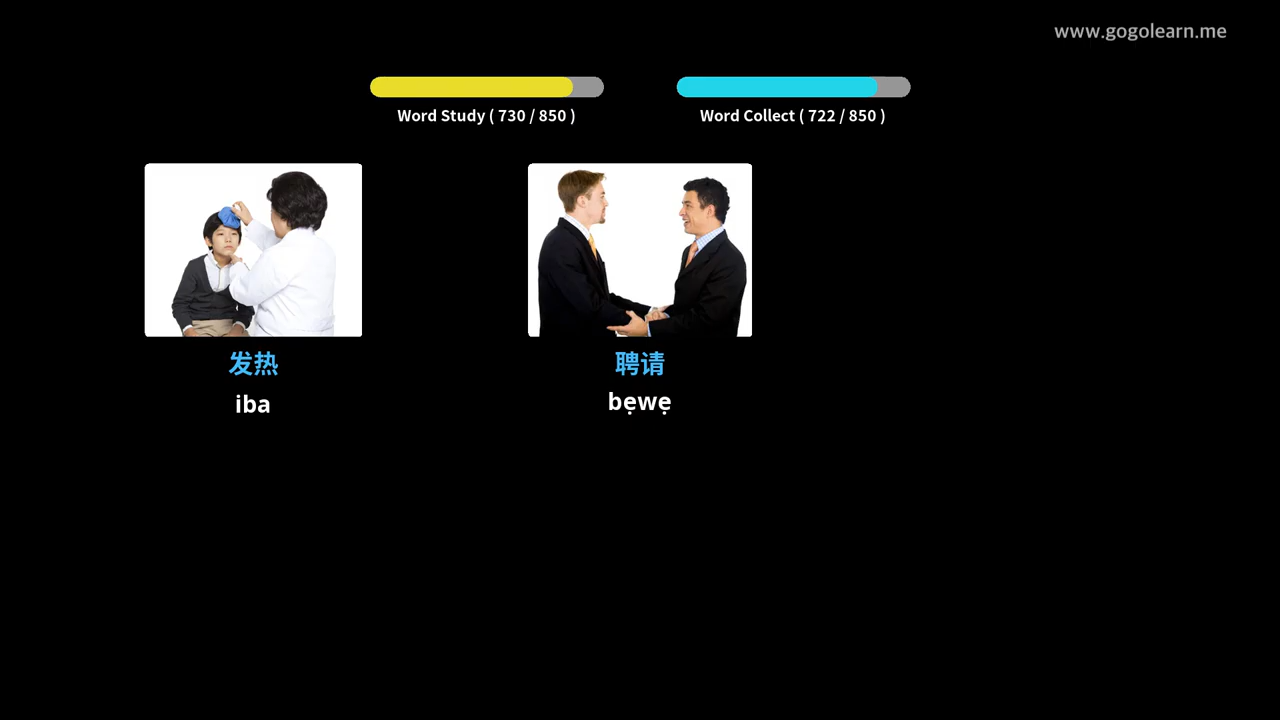 www.gogolearn.me
Word Study ( 730 / 850 )
Word Collect ( 722 / 850 )
发热
iba
聘请
bẹwẹ